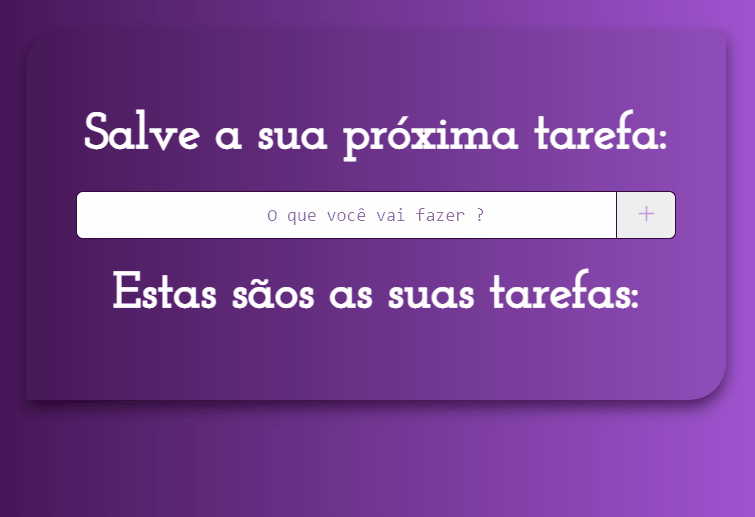 Salve a sua próxima tarefa:
O que você vai fazer ?
+
Estas sãos as suas tarefas: